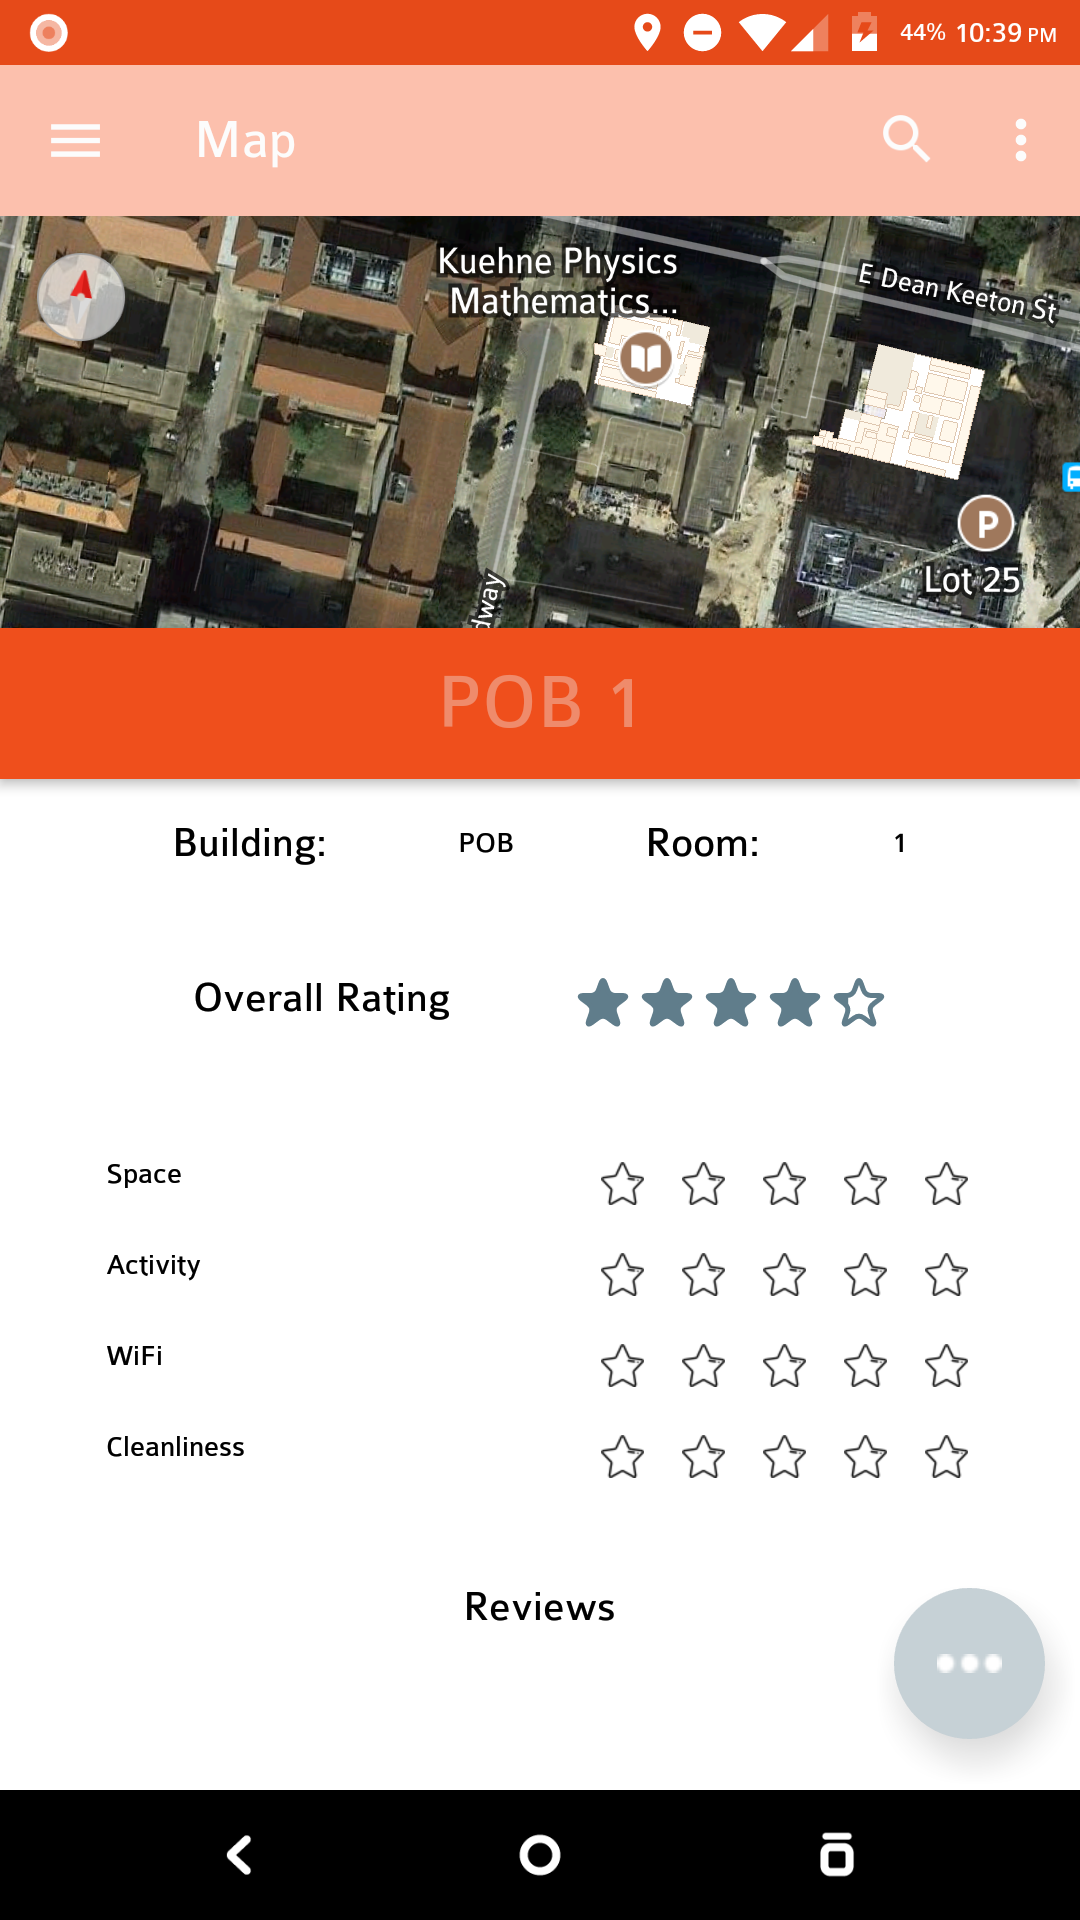 44% 10:39 PM
Map
Kuehne Physics
Mathematics...
E Dean Keeton St
P
Lot 25
dway
POB 1
Building: POB Room: 1
Overall Rating
Space
Activity
WiFi
Cleanliness
Reviews